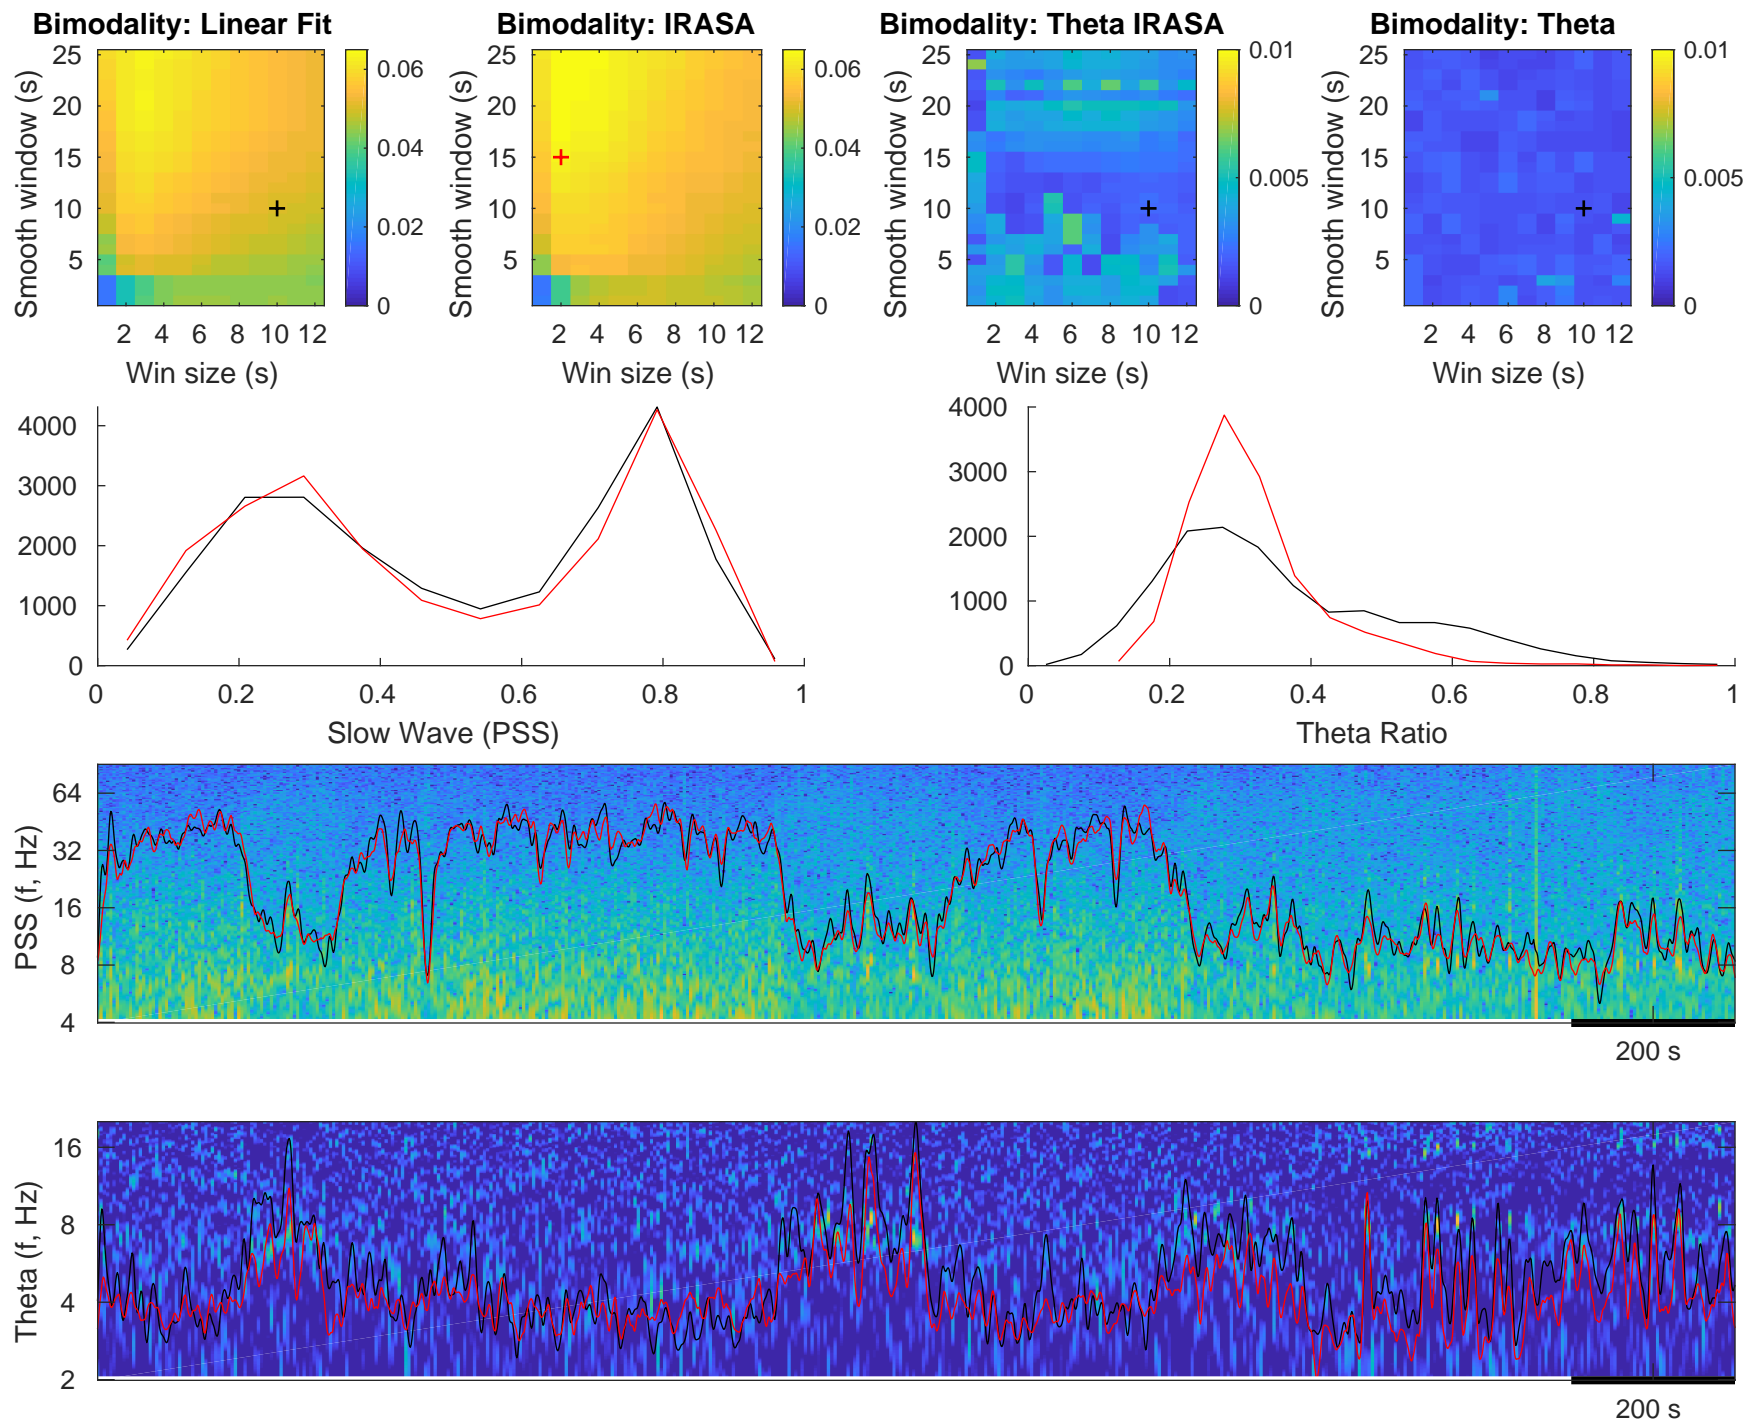 Bimodality: Linear Fit
Bimodality: IRASA
Bimodality: Theta IRASA
Bimodality: Theta
Smooth window (s)
25
20
15
10
5
2 4 6 8 10 12
Win size (s)
0.06
0.04
0.02
0
Smooth window (s)
25
20
15
10
5
2 4 6 8 10 12
Win size (s)
0.06
0.04
0.02
0
Smooth window (s)
25
20
15
10
5
2 4 6 8 10 12
Win size (s)
0.01
0.005
0
Smooth window (s)
25
20
15
10
5
2 4 6 8 10 12
Win size (s)
0.01
0.005
0
4000
3000
2000
1000
0
0 0.2 0.4 0.6 0.8 1
Slow Wave (PSS)
4000
3000
2000
1000
0
0 0.2 0.4 0.6 0.8 1
Theta Ratio
PSS (f, Hz)
64
32
16
8
4
200 s
Theta (f, Hz)
16
8
4
2
200 s